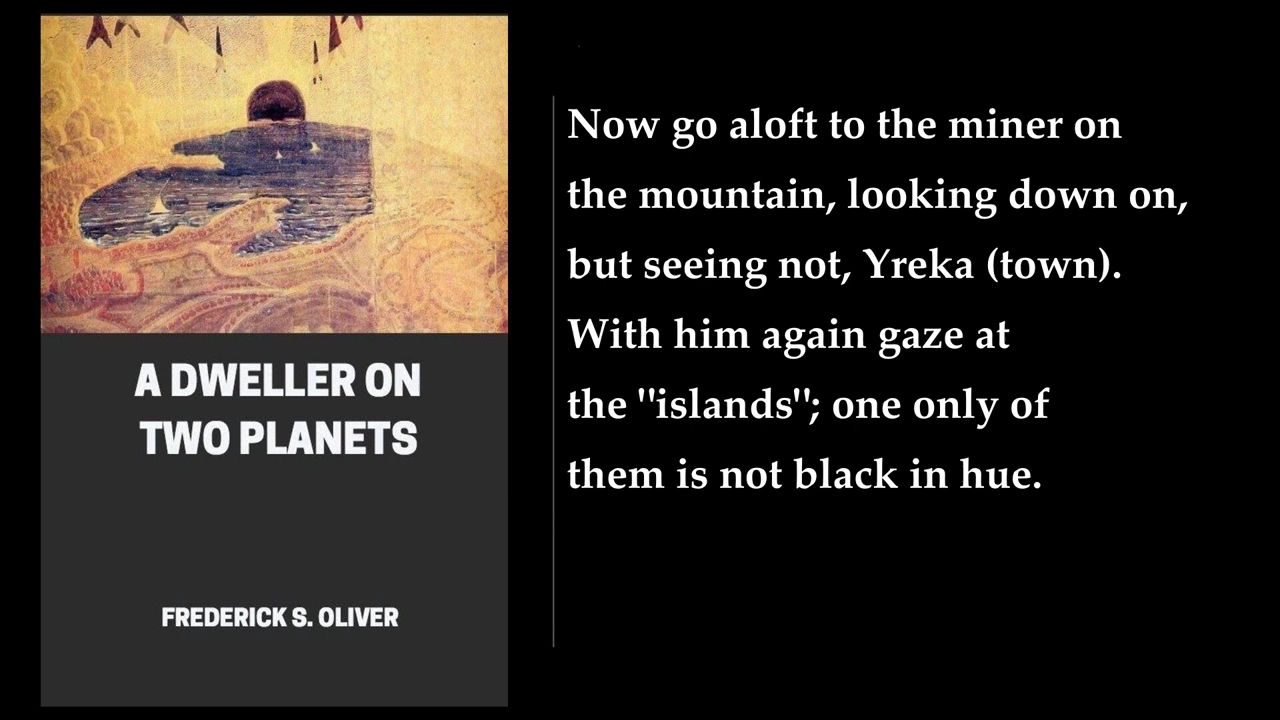 A DWELLER ON
TWO PLANETS
FREDERICK S. OLIVER
Now go aloft to the miner on
the mountain, looking down on,
but seeing not, Yreka (town).
With him again gaze at
the "islands"; one only of
them is not black in hue.